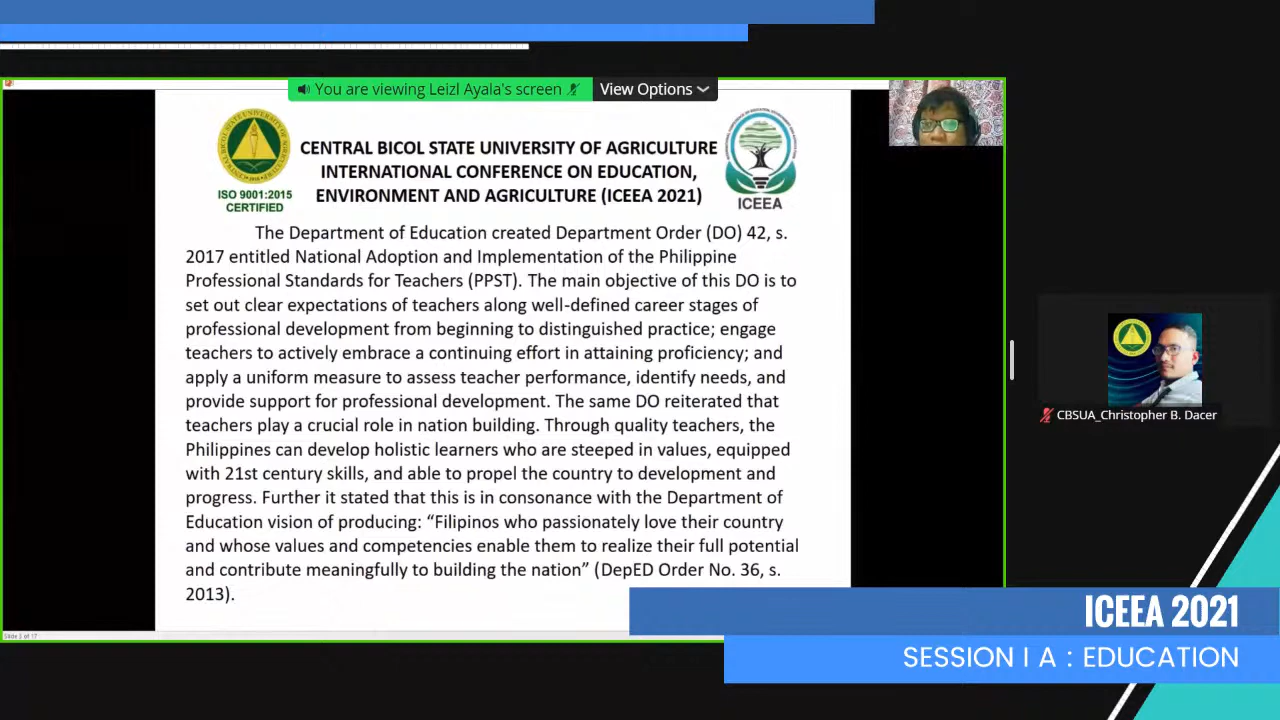 You are viewing Leizl Ayala's screen
View Options
CENTRAL BICOL STATE UNIVERSITY OF AGRICULTURE
INTERNATIONAL CONFERENCE ON EDUCATION,
ENVIRONMENT AND AGRICULTURE (ICEEA 2021)
ISO 9001:2015
CERTIFIED
ICEEA
The Department of Education created Department Order (DO) 42, s.
2017 entitled National Adoption and Implementation of the Philippine
Professional Standards for Teachers (PPST). The main objective of this DO is to
set out clear expectations of teachers along well-defined career stages of
professional development from beginning to distinguished practice; engage
teachers to actively embrace a continuing effort in attaining proficiency; and
apply a uniform measure to assess teacher performance, identify needs, and
provide support for professional development. The same DO reiterated that
teachers play a crucial role in nation building. Through quality teachers, the
Philippines can develop holistic learners who are steeped in values, equipped
with 21st century skills, and able to propel the country to development and
progress. Further it stated that this is in consonance with the Department of
Education vision of producing: “Filipinos who passionately love their country
and whose values and competencies enable them to realize their full potential
and contribute meaningfully to building the nation” (DepED Order No. 36, s.
2013).
CBSUA_Christopher B. Dacer
ICEEA 2021
SESSION I A : EDUCATION